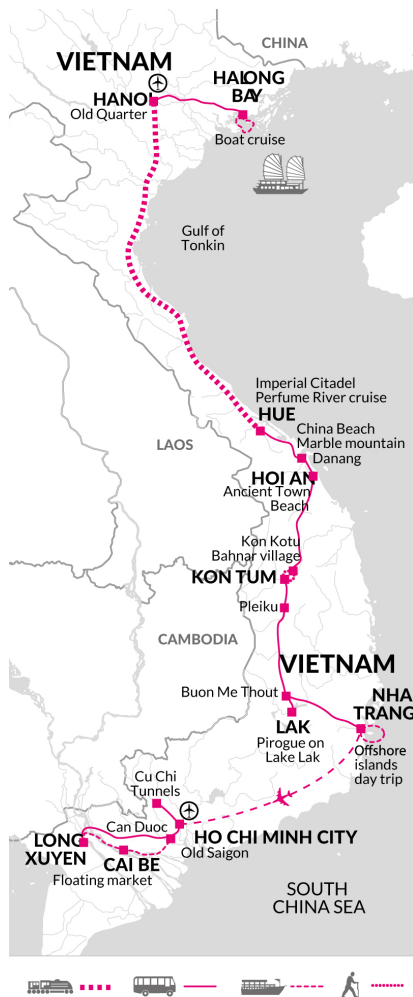 CHINA
VIETNAM
HALONG
BAY
HANOI
Old Quarter
Boat cruise
Gulf of
Tonkin
Imperial Citadel
Perfume River cruise
HUE
China Beach
Marble mountain
Danang
LAOS
HOI AN
Ancient Town
Beach
Kon Kotu
Bahnar village
KON TUM
Pleiku
CAMBODIA
VIETNAM
Buon Me Thout
NHA
TRANG
LAK
Pirogue on
Lake Lak
Offshore
islands
day trip
Cu Chi
Tunnels
Can Duoc
HO CHI MINH CITY
Old Saigon
LONG
XUYEN
CAI BE
Floating market
SOUTH
CHINA SEA